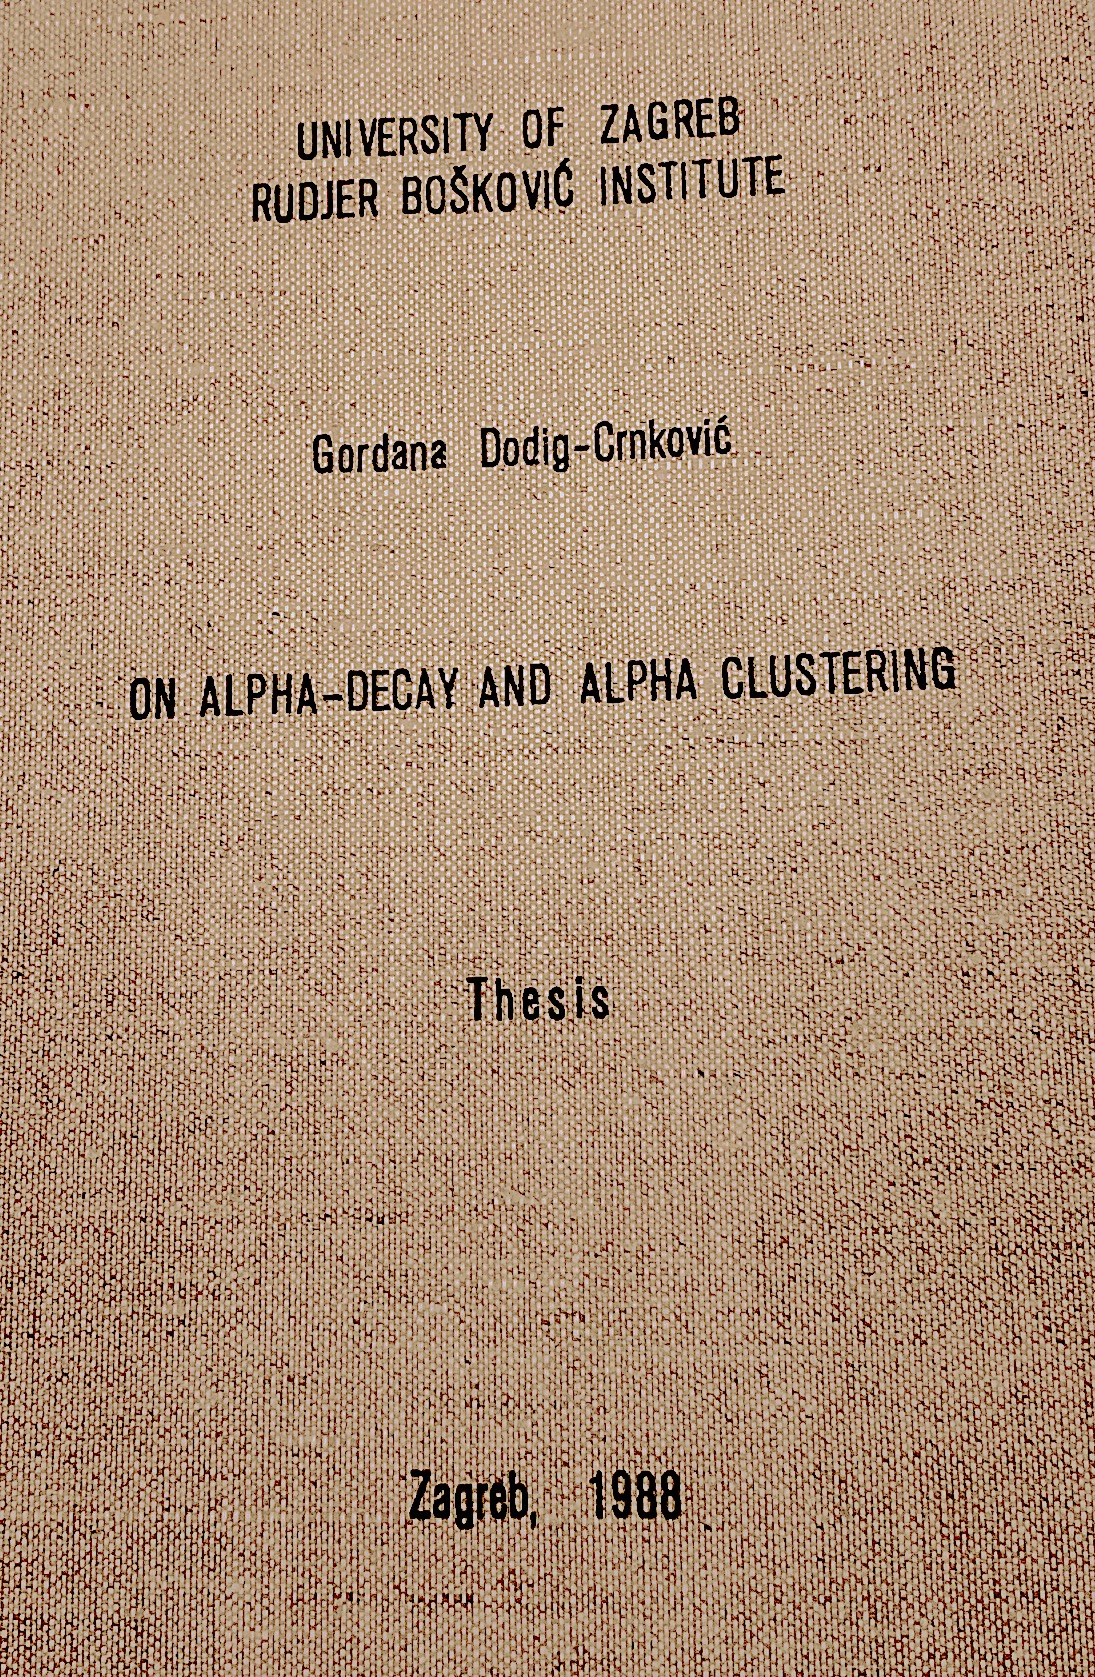 UNIVERSITY OF ZAGREB
RUDJER BOŠKOVIĆ INSTITUTE
Gordana Dodig-Crnković
ON ALPHA-DECAY AND ALPHA CLUSTERING
Thesis
Zagreb, 1988